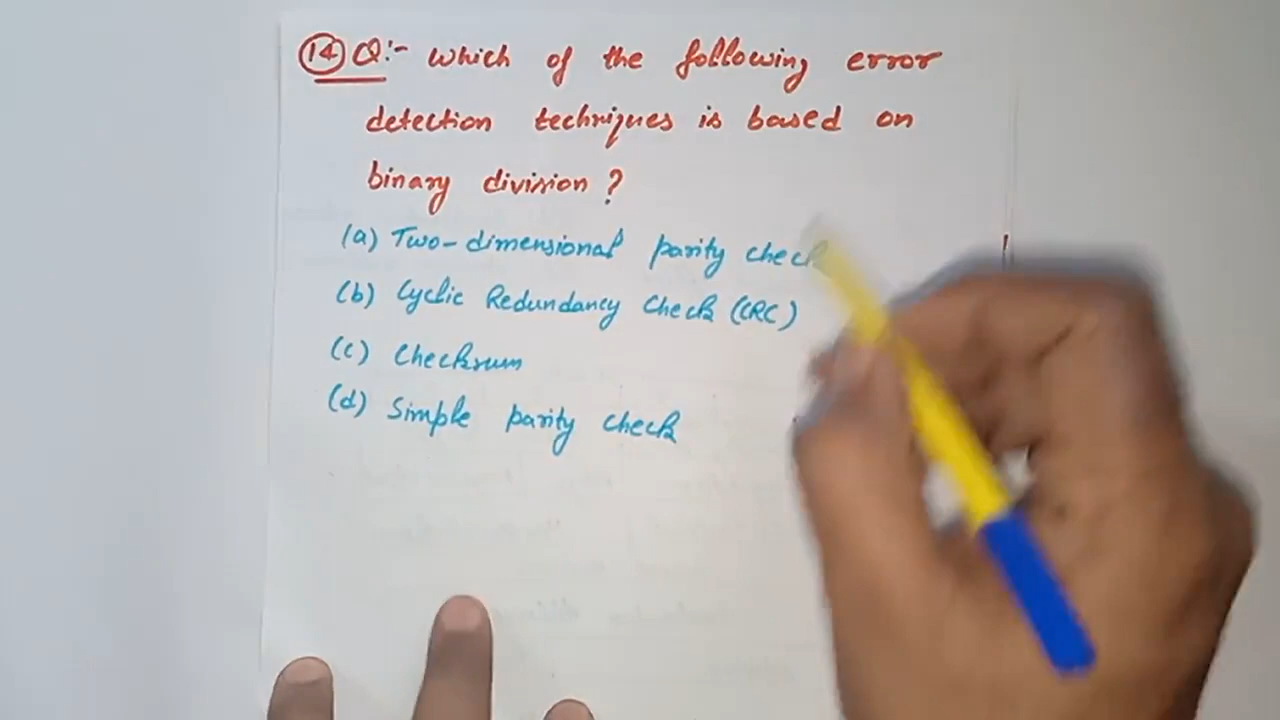 14 Q:- which of the following error
detection techniques is based on
binary division ?
(a) Two-dimensional parity check
(b) Cyclic Redundancy Check (CRC)
(c) Checksum
(d) Simple parity check